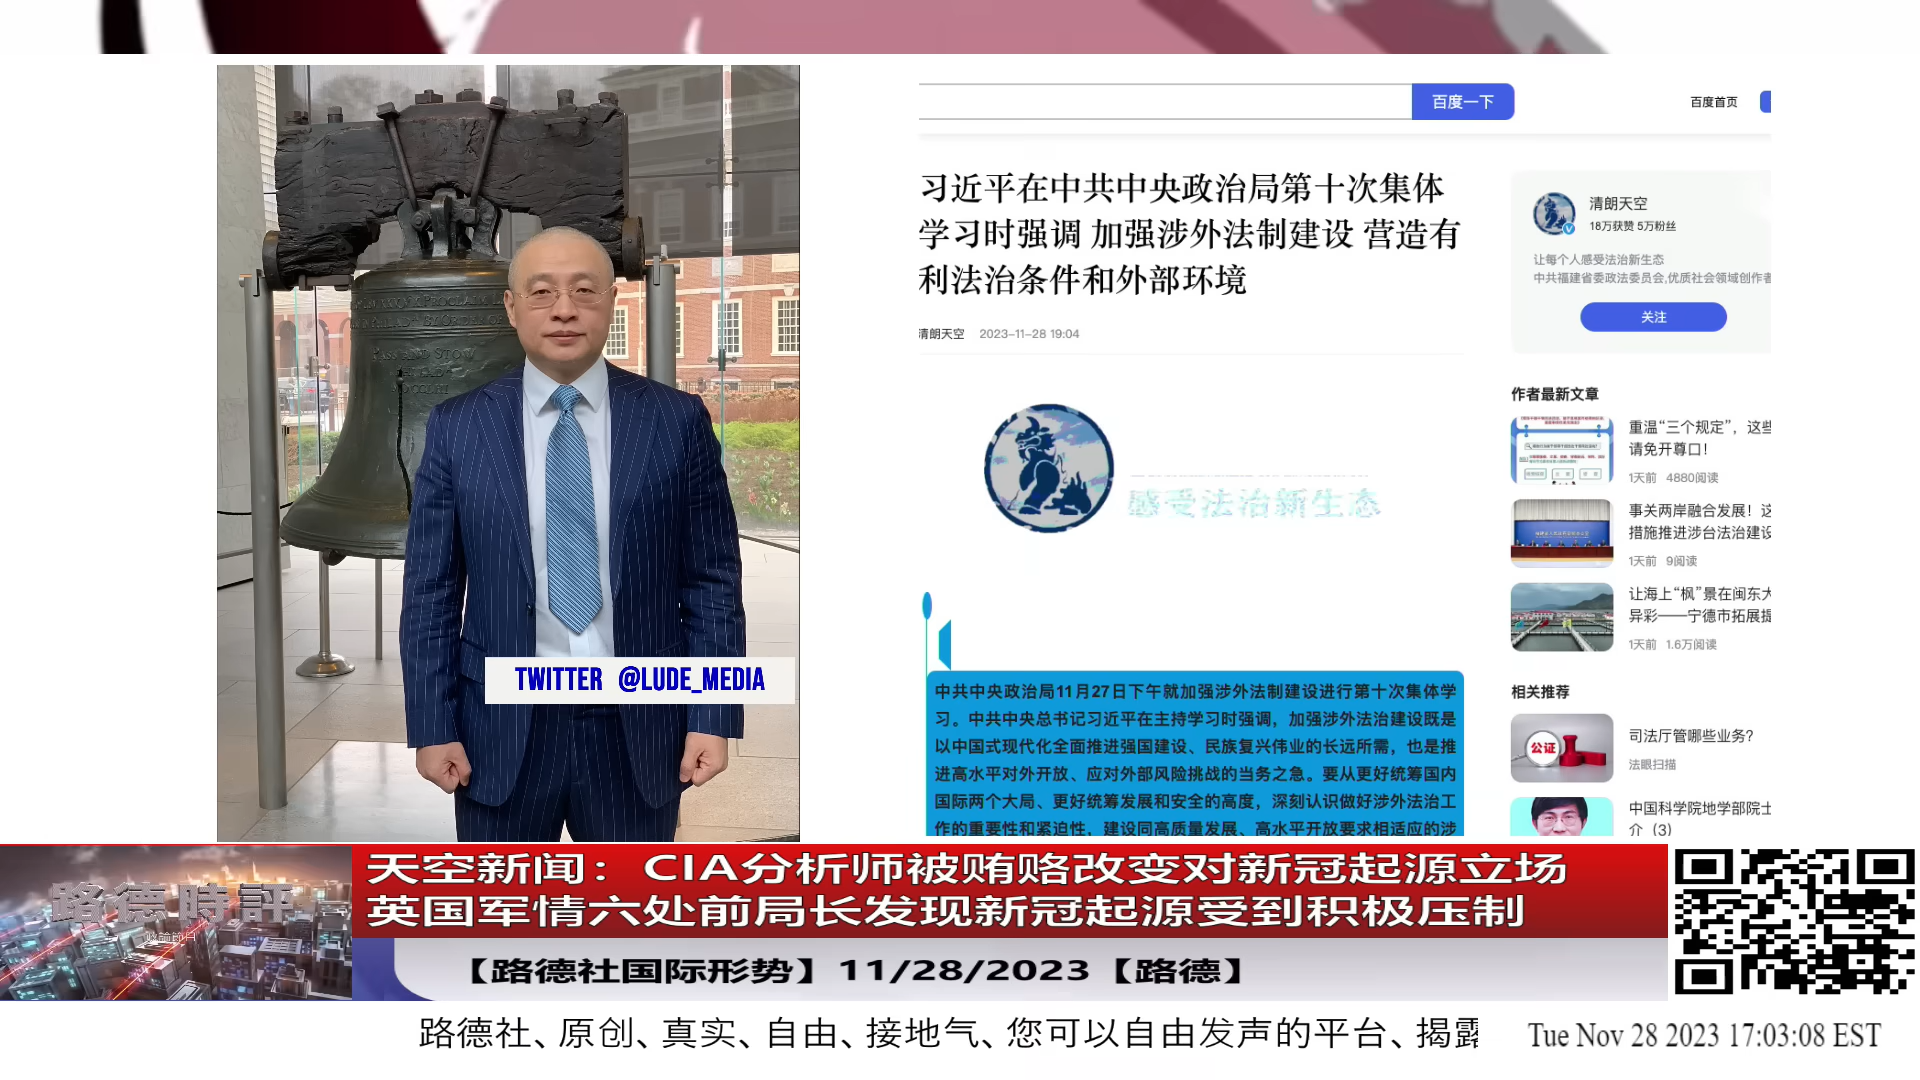 百度一下
百度首页
习近平在中共中央政治局第十次集体
学习时强调 加强涉外法制建设 营造有
利法治条件和外部环境
清朗天空 2023-11-28 19:04
感受法治新生态
中共中央政治局11月27日下午就加强涉外法制建设进行第十次集体学
习。中共中央总书记习近平在主持学习时强调，加强涉外法治建设既是
以中国式现代化全面推进强国建设、民族复兴伟业的长远所需，也是推
进高水平对外开放、应对外部风险挑战的当务之急。要从更好统筹国内
国际两个大局、更好统筹发展和安全的高度，深刻认识做好涉外法治工
作的重要性和紧迫性，建设同高质量发展、高水平开放要求相适应的涉
清朗天空
18万获赞 5万粉丝
让每个人感受法治新生态
中共福建省委政法委员会,优质社会领域创作者
关注
作者最新文章
重温“三个规定”，这些
请免开尊口！
1天前 4880阅读
事关两岸融合发展！这
措施推进涉台法治建设
1天前 9阅读
让海上“枫”景在闽东大
异彩——宁德市拓展提
1天前 1.6万阅读
相关推荐
公证
司法厅管哪些业务?
法眼扫描
中国科学院地学部院士
介（3）
PASS AND STOW
TWITTER @LUDE_MEDIA
路德時評
政論節目
天空新闻：CIA分析师被贿赂改变对新冠起源立场
英国军情六处前局长发现新冠起源受到积极压制
【路德社国际形势】11/28/2023【路德】
路德社、原创、真实、自由、接地气、您可以自由发声的平台、揭露
Tue Nov 28 2023 17:03:08 EST